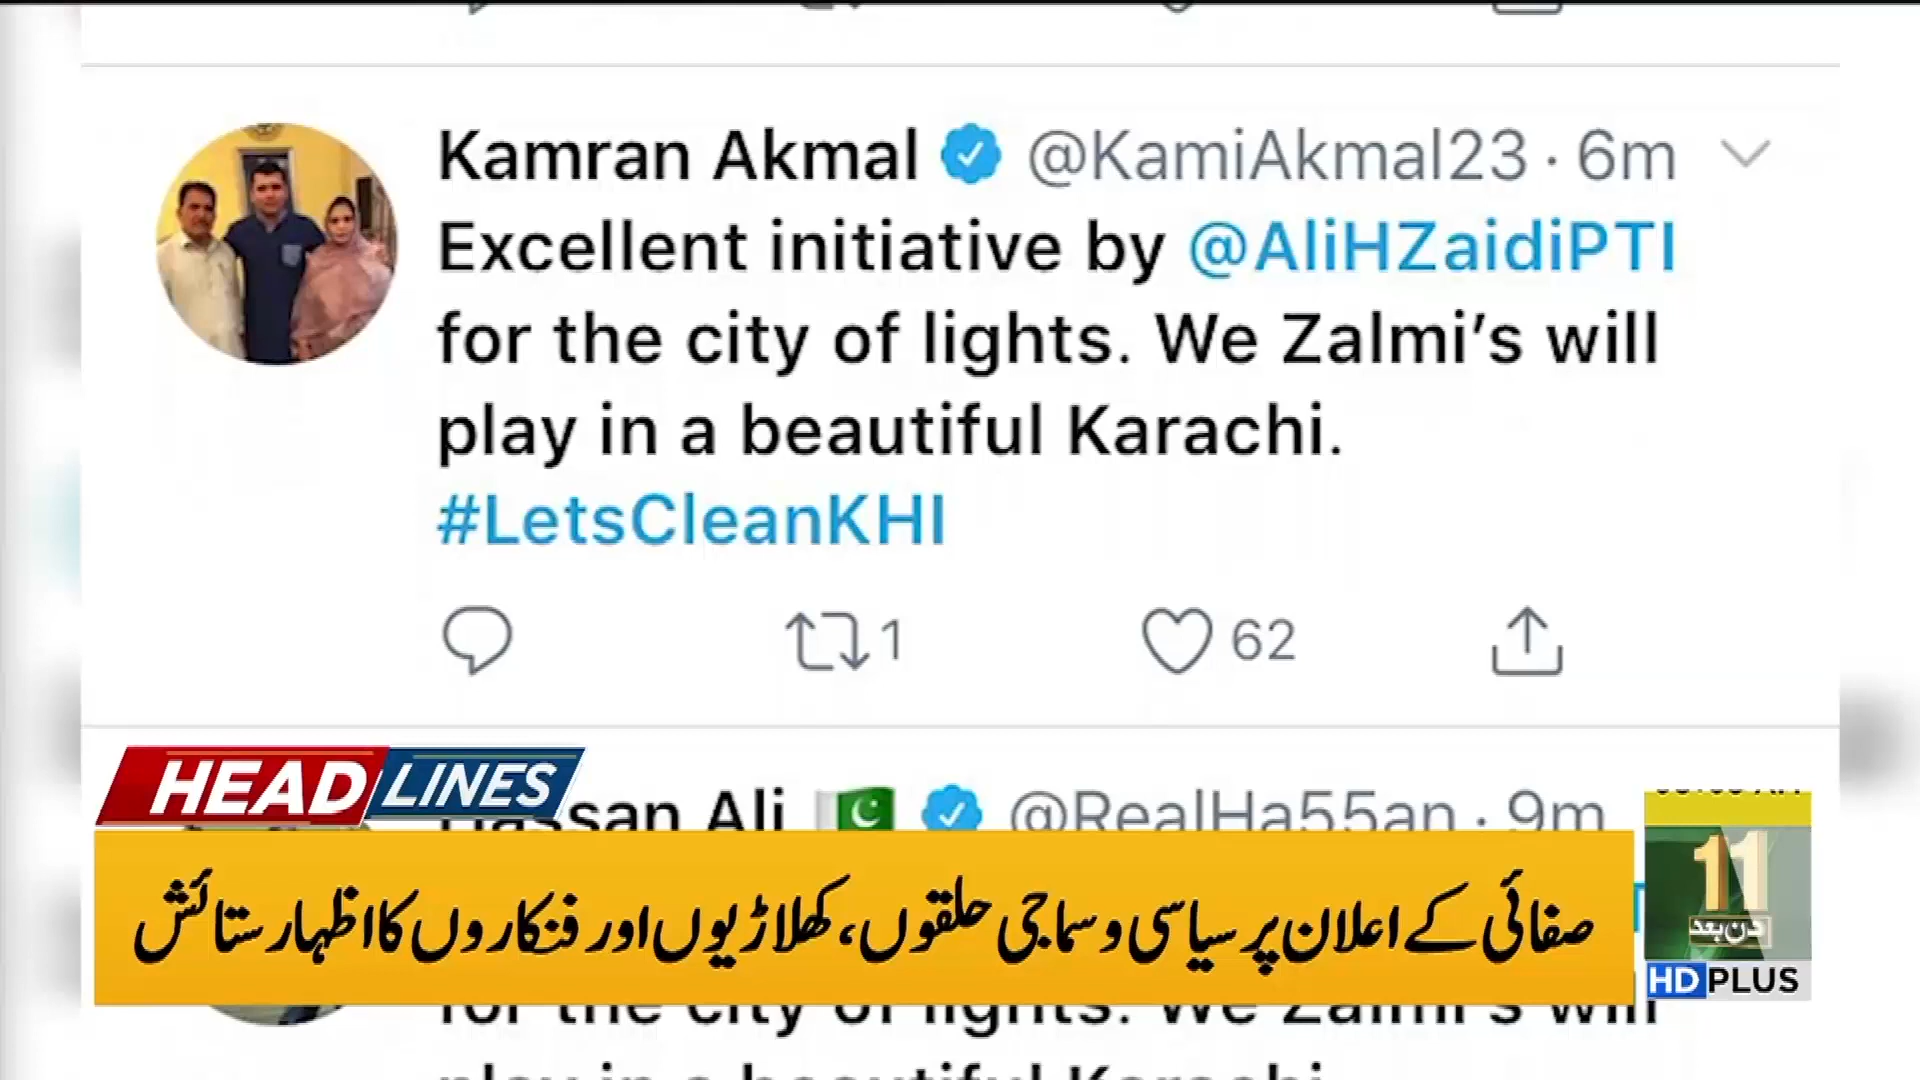 Kamran Akmal @KamiAkmal23 · 6m
Excellent initiative by @AliHZaidiPTI
for the city of lights. We Zalmi's will
play in a beautiful Karachi.
#LetsCleanKHI
1 62
HEADLINES
Hassan Ali @RealHa55an · 9m
صفائی کے اعلان پر سیاسی و سماجی حلقوں، کھلاڑیوں اور فنکاروں کا اظہار ستائش
11
دن بعد
HD PLUS
for the city of lights. We Zalmi's will
play in a beautiful Karachi.